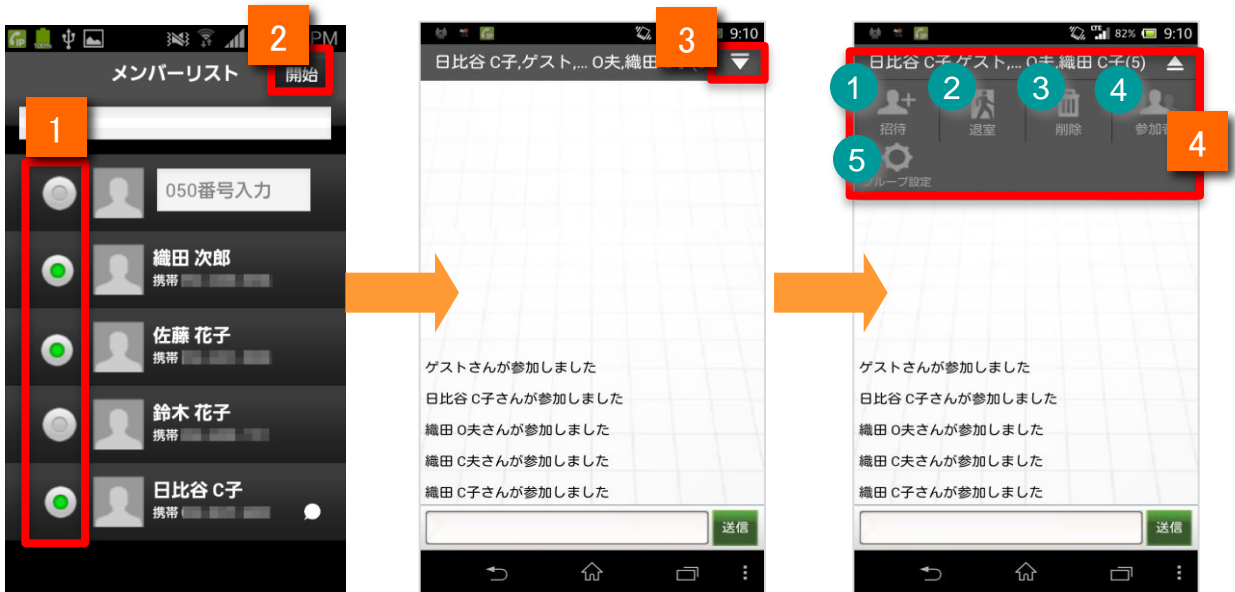 100%
2
PM
メンバーリスト
開始
1
050番号入力
織田 次郎
携帯
佐藤 花子
携帯
鈴木 花子
携帯
日比谷 C子
携帯
3
9:10
日比谷 C子,ゲスト,... O夫,織田
ゲストさんが参加しました
日比谷 C子さんが参加しました
織田 O夫さんが参加しました
織田 C夫さんが参加しました
織田 C子さんが参加しました
送信
LTE 82% 9:10
日比谷 C子,ゲスト,... O夫,織田 C子(5)
1 2 3 4
招待 退室 削除 参加
4
5
グループ設定
ゲストさんが参加しました
日比谷 C子さんが参加しました
織田 O夫さんが参加しました
織田 C夫さんが参加しました
織田 C子さんが参加しました
送信